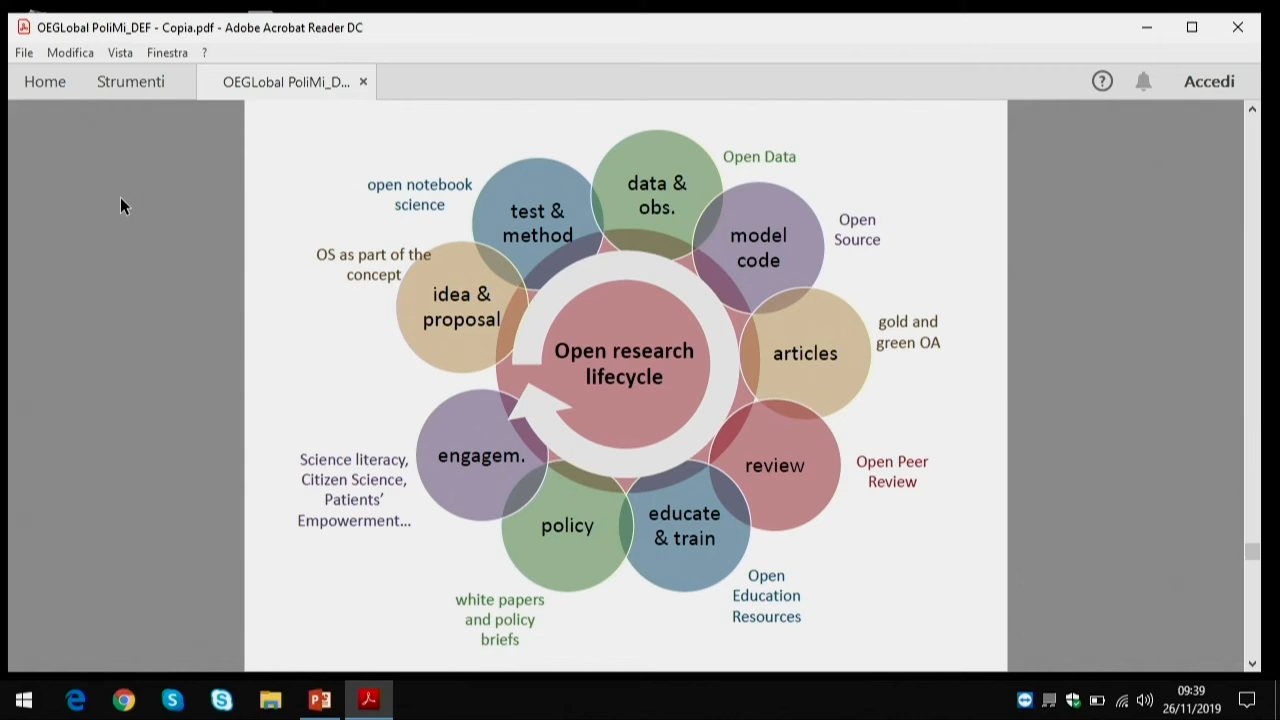 OEGLobal PoliMi_DEF - Copia.pdf - Adobe Acrobat Reader DC
File Modifica Vista Finestra ?
Home Strumenti OEGLobal PoliMi_D... × ? Accedi
data &
obs.
Open Data
model
code
Open
Source
articles
gold and
green OA
review
Open Peer
Review
educate
& train
Open
Education
Resources
policy
white papers
and policy
briefs
engagem.
Science literacy,
Citizen Science,
Patients’
Empowerment...
idea &
proposal
OS as part of the
concept
test &
method
open notebook
science
Open research
lifecycle
09:39
26/11/2019